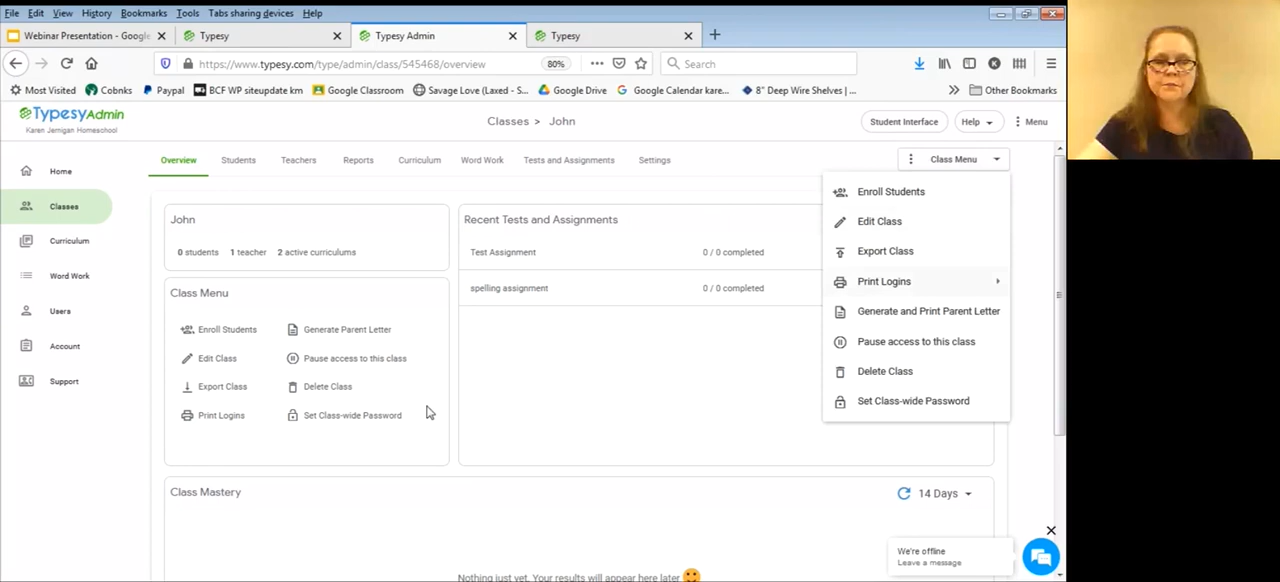 File Edit View History Bookmarks Tools Tabs sharing devices Help
Webinar Presentation - Google
Typesy
Typesy Admin
Typesy
https://www.typesy.com/type/admin/class/545468/overview
80%
Search
Most Visited
Cobnks
Paypal
BCF WP siteupdate km
Google Classroom
Savage Love (Laxed - S...
Google Drive
Google Calendar kare...
8" Deep Wire Shelves | ...
Other Bookmarks
TypesyAdmin
Karen Jernigan Homeschool
Classes > John
Student Interface
Help
Menu
Home
Classes
Curriculum
Word Work
Users
Account
Support
Overview
Students
Teachers
Reports
Curriculum
Word Work
Tests and Assignments
Settings
Class Menu
John
0 students 1 teacher 2 active curriculums
Class Menu
Enroll Students
Generate Parent Letter
Edit Class
Pause access to this class
Export Class
Delete Class
Print Logins
Set Class-wide Password
Recent Tests and Assignments
Test Assignment 0 / 0 completed
spelling assignment 0 / 0 completed
Enroll Students
Edit Class
Export Class
Print Logins
Generate and Print Parent Letter
Pause access to this class
Delete Class
Set Class-wide Password
Class Mastery
14 Days
Nothing just yet. Your results will appear here later
We're offline
Leave a message